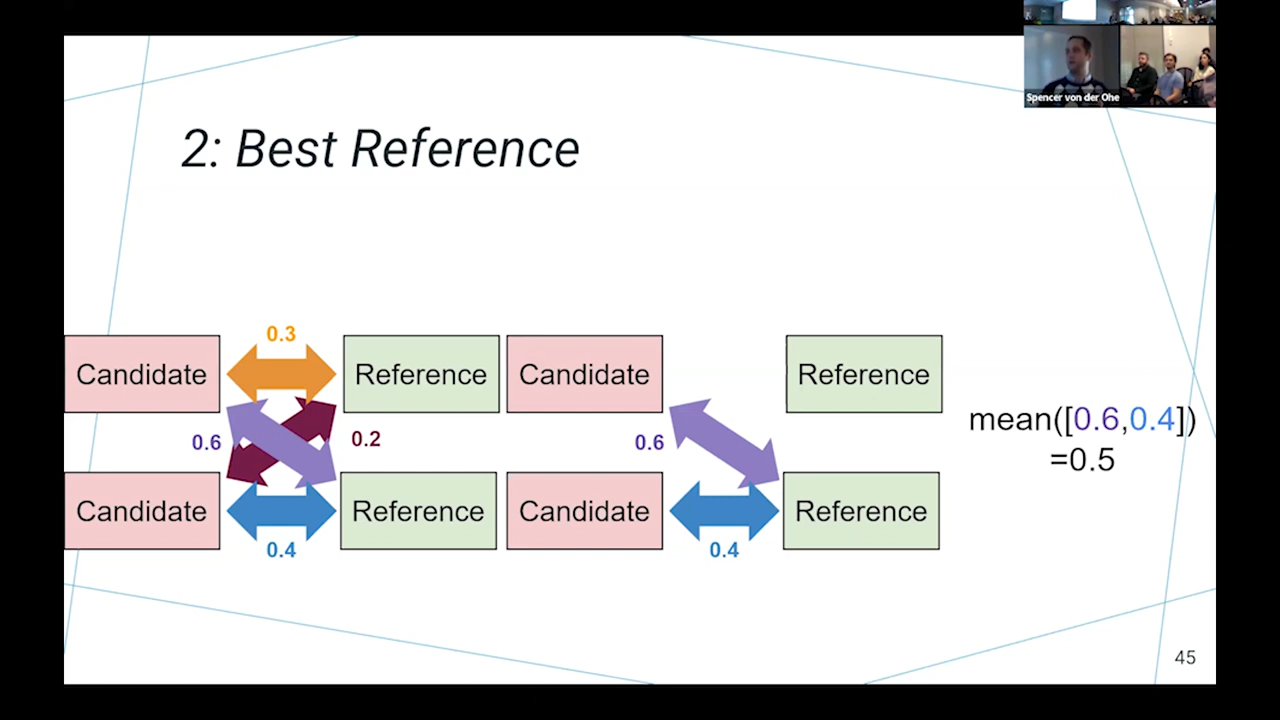 Spencer von der Ohe
2: Best Reference
0.3
Candidate Reference Candidate Reference
mean([0.6,0.4])
0.6 0.2 0.6
=0.5
Candidate Reference Candidate Reference
0.4 0.4
45